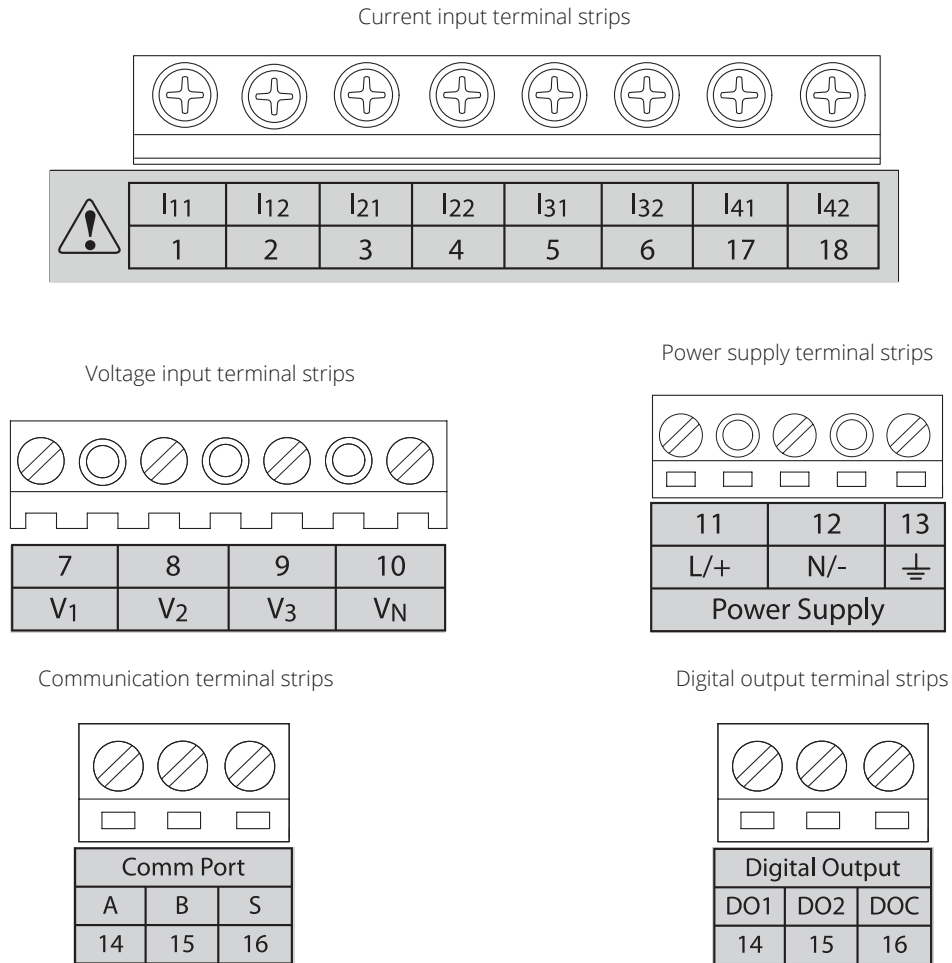 Current input terminal strips
I11 I12 I21 I22 I31 I32 I41 I42
1 2 3 4 5 6 17 18
Voltage input terminal strips
7 8 9 10
V1 V2 V3 VN
Power supply terminal strips
11 12 13
L/+ N/-
Power Supply
Communication terminal strips
Comm Port
A B S
14 15 16
Digital output terminal strips
Digital Output
DO1 DO2 DOC
14 15 16